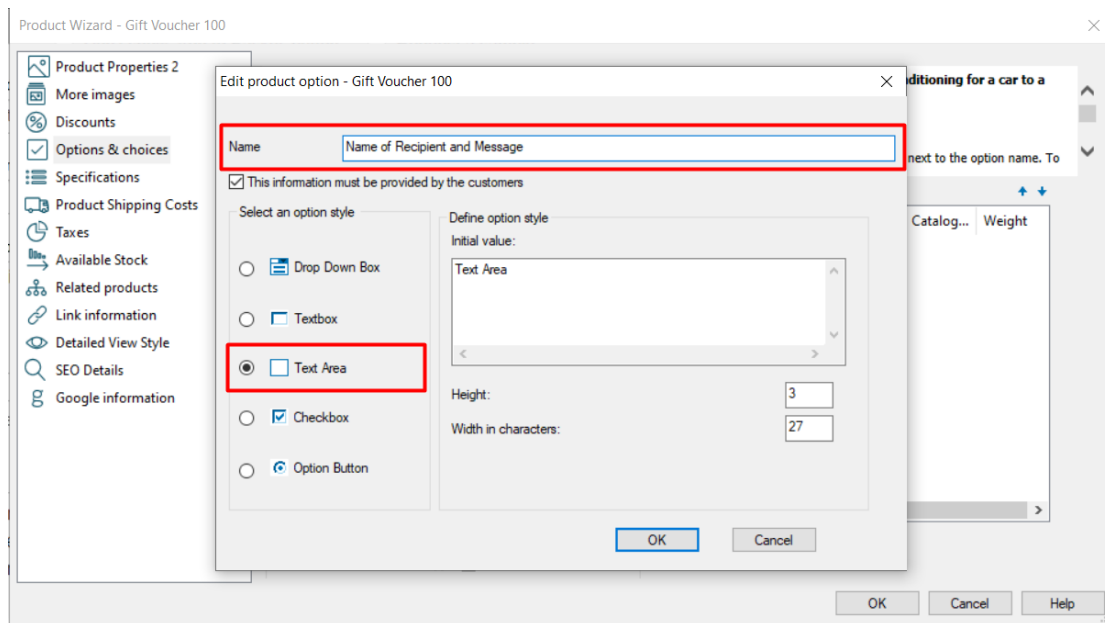 Product Wizard - Gift Voucher 100
Product Properties 2
More images
Discounts
Options & choices
Specifications
Product Shipping Costs
Taxes
Available Stock
Related products
Link information
Detailed View Style
SEO Details
Google information
Edit product option - Gift Voucher 100
Name
Name of Recipient and Message
This information must be provided by the customers
Select an option style
Drop Down Box
Textbox
Text Area
Checkbox
Option Button
Define option style
Initial value:
Text Area
Height:
3
Width in characters:
27
OK
Cancel
ditioning for a car to a
next to the option name. To
Catalog...
Weight
OK
Cancel
Help